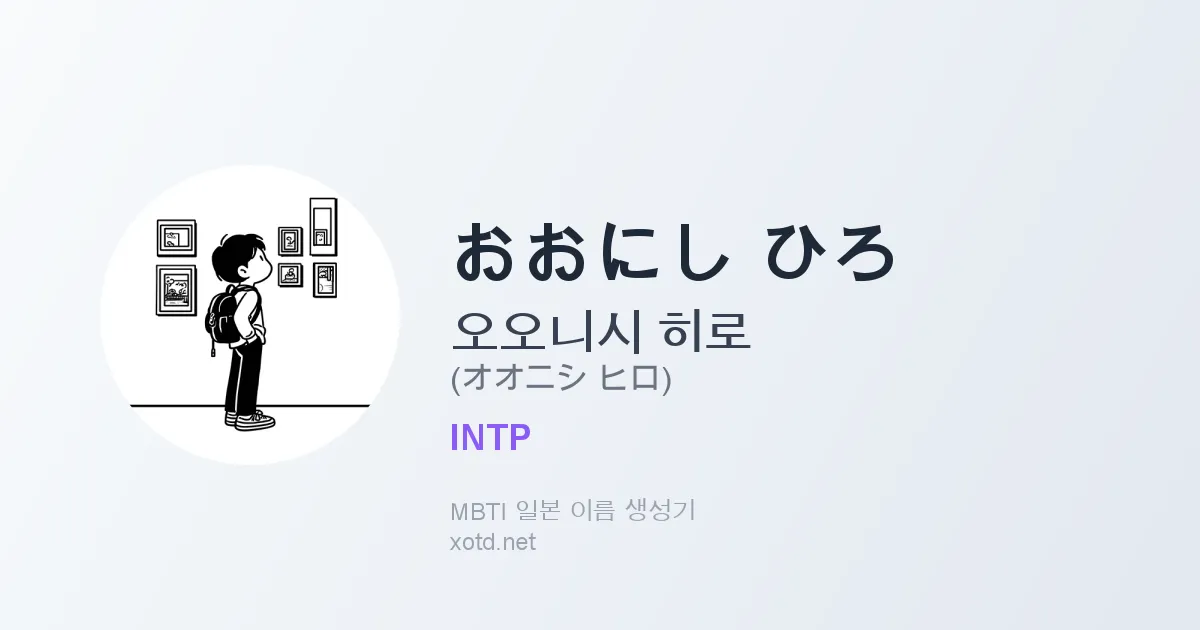 おおにし ひろ
오오니시 히로
(オオニシ ヒロ)
INTP
MBTI 일본 이름 생성기
xotd.net